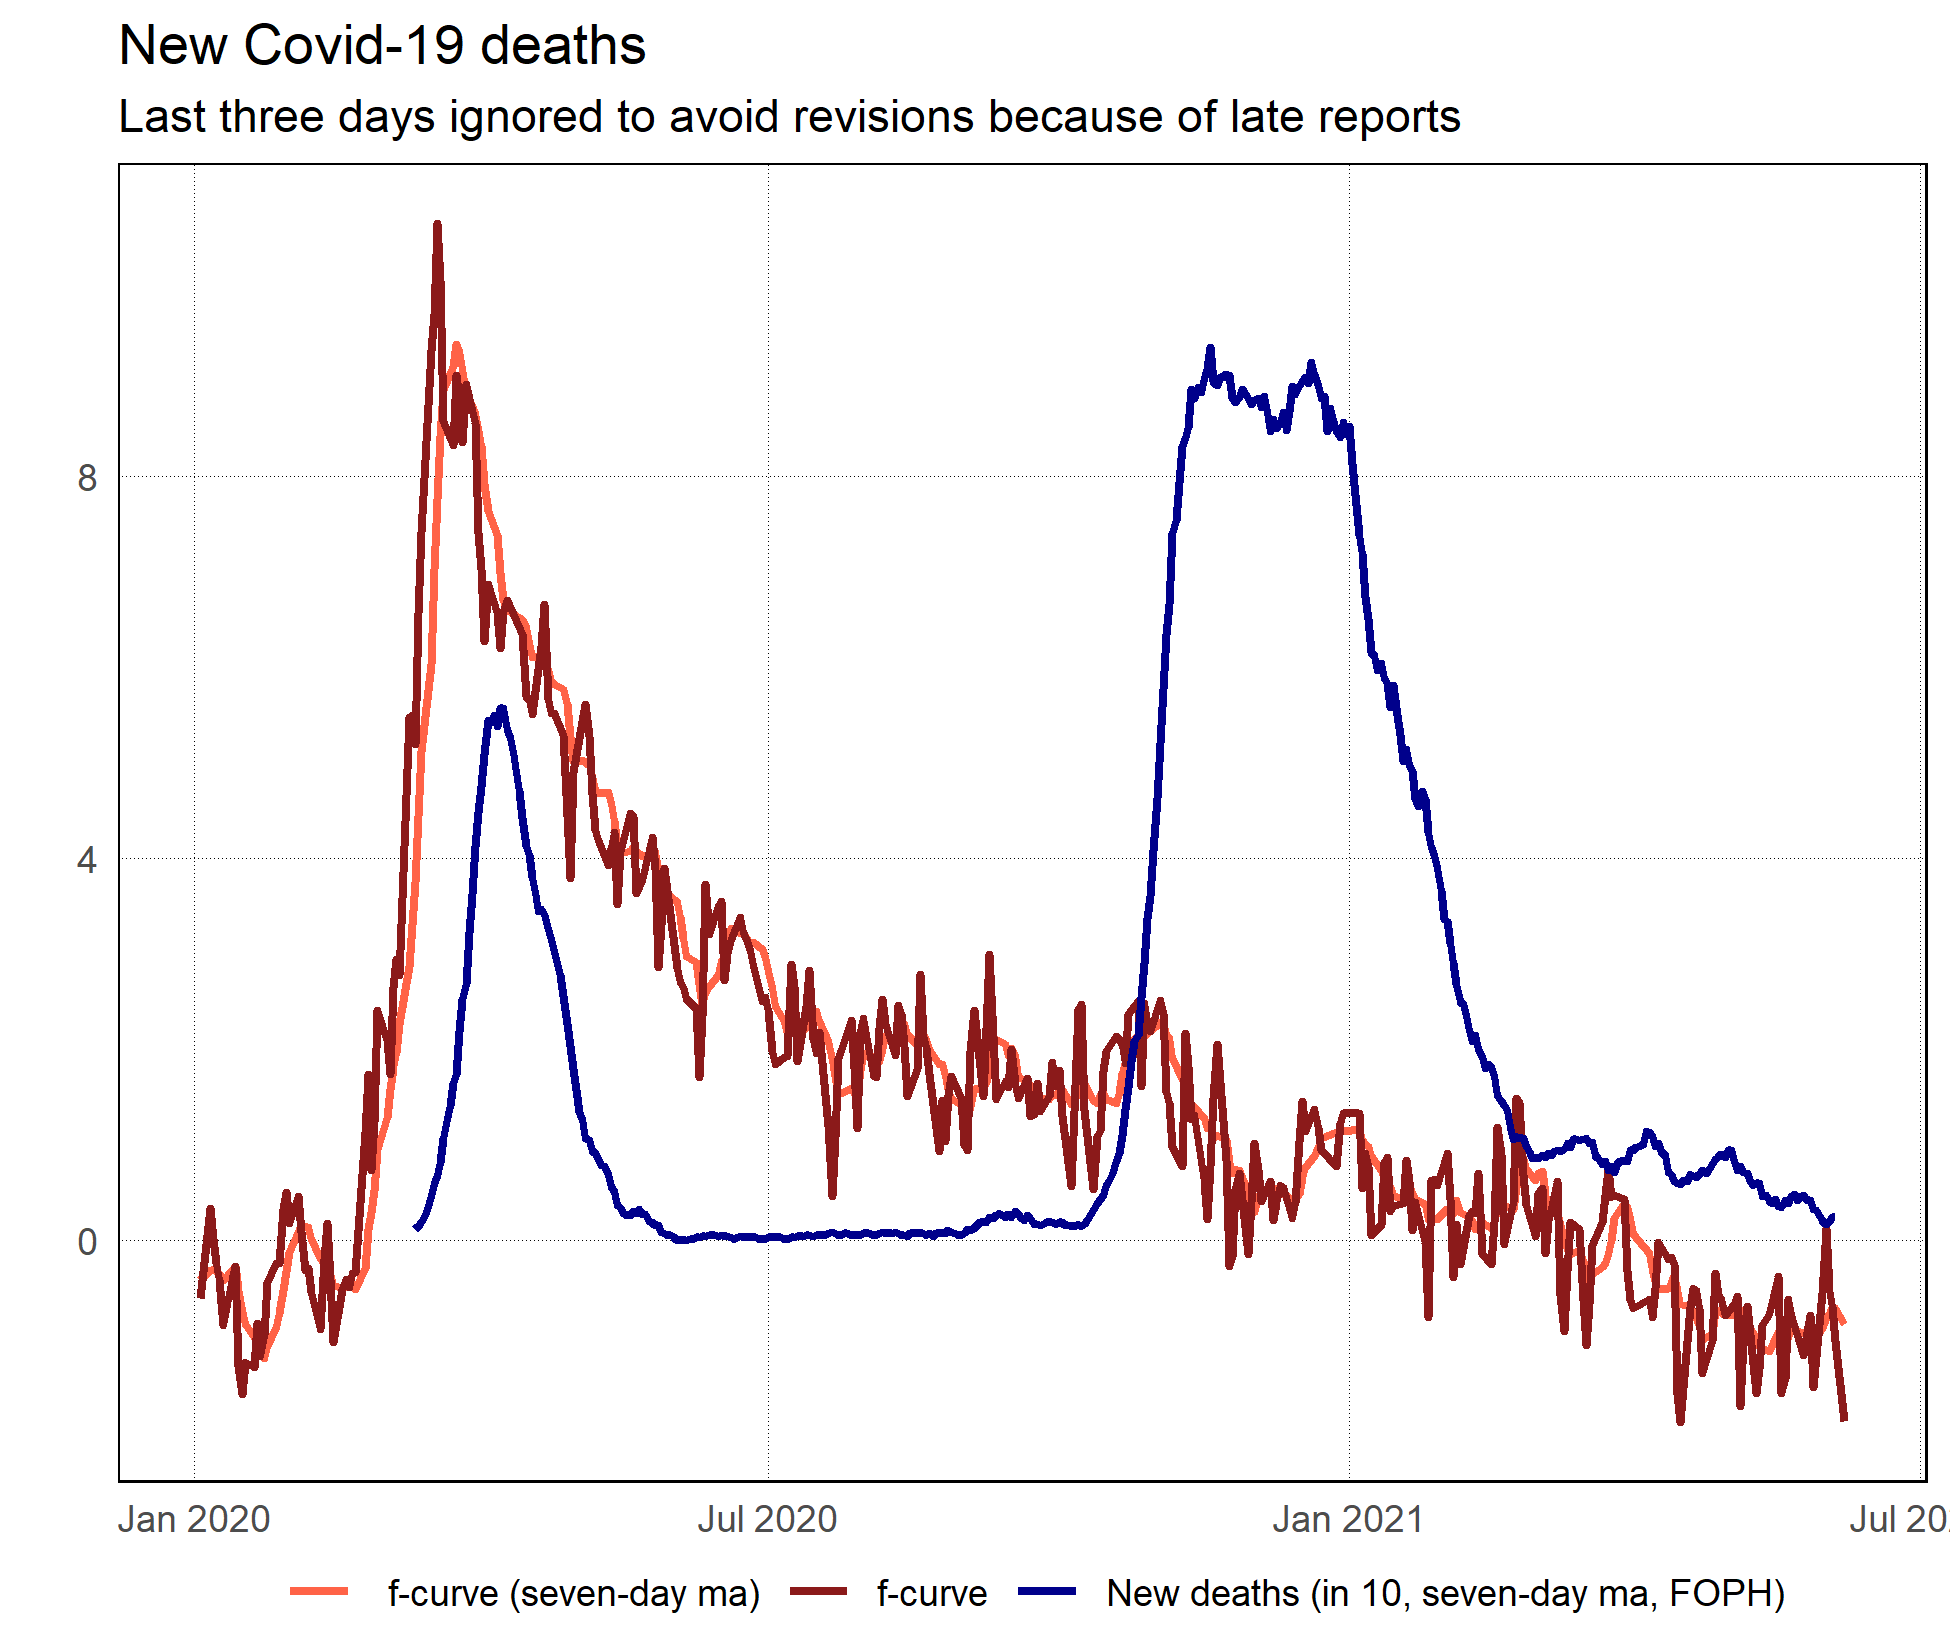 New Covid-19 deaths
Last three days ignored to avoid revisions because of late reports
8
4
0
Jan 2020 Jul 2020 Jan 2021 Jul
f-curve (seven-day ma) f-curve New deaths (in 10, seven-day ma, FOPH)